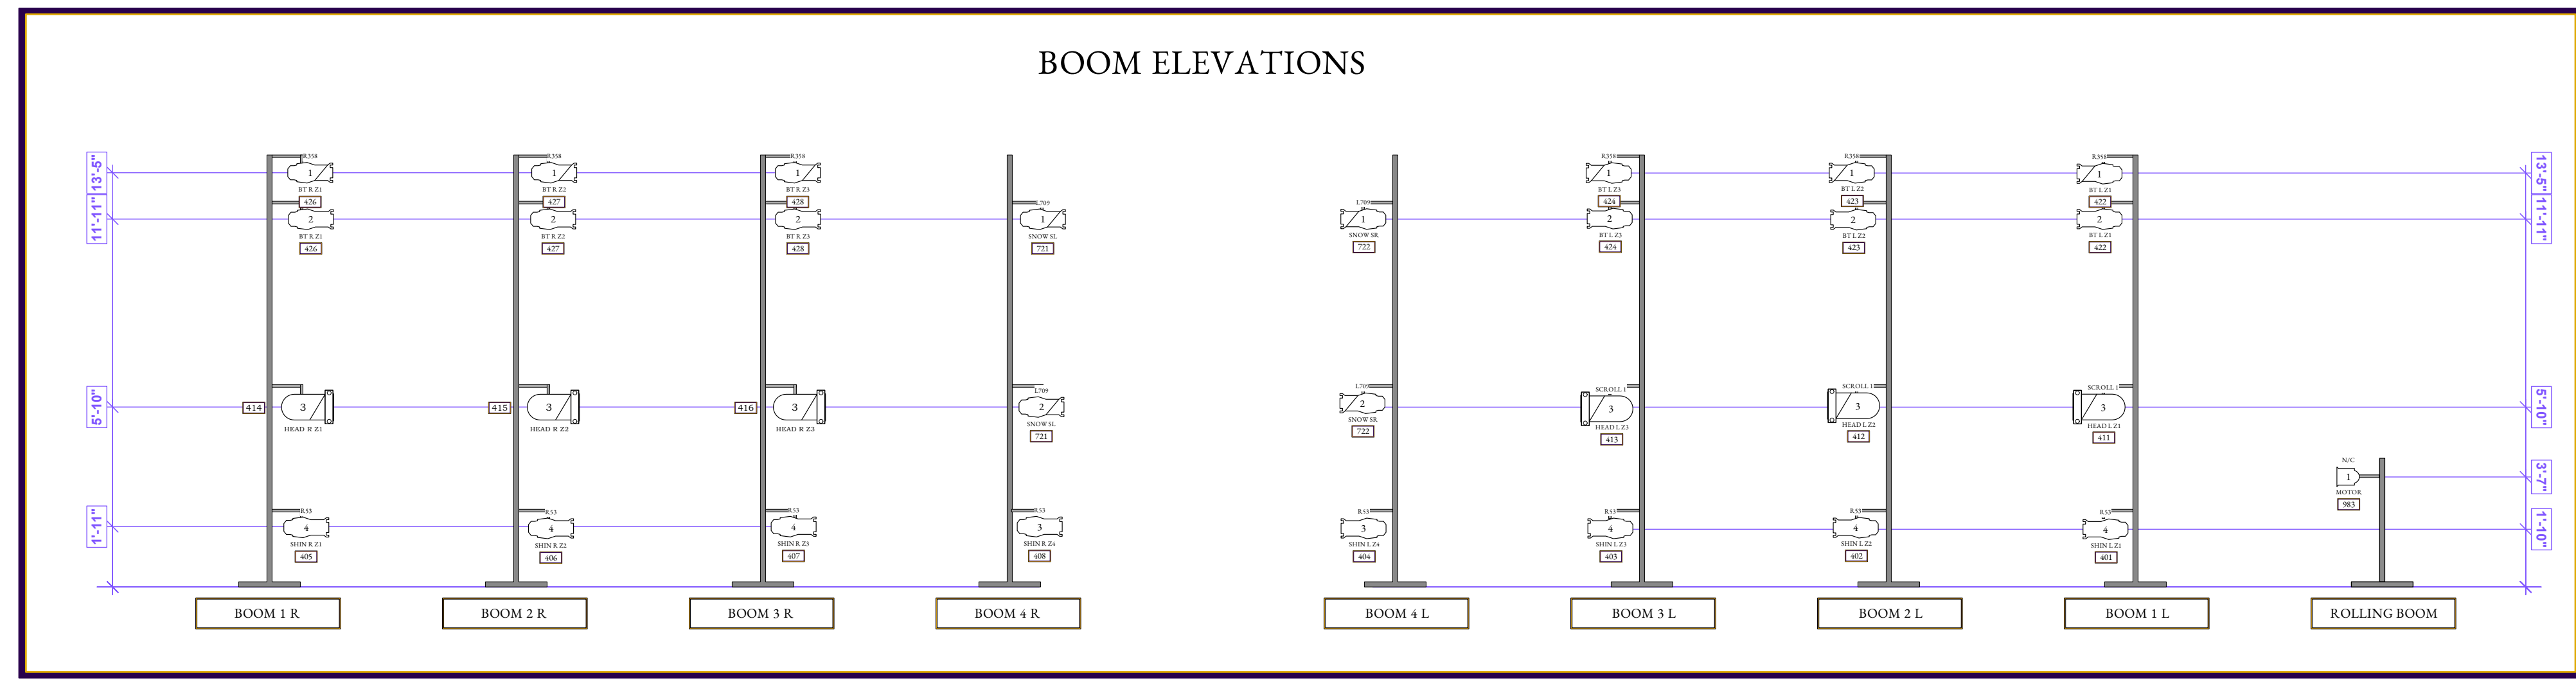 BOOM ELEVATIONS
13'-5"
11'-11"
5'-10"
1'-11"
R358
1
BT R Z1
426
2
BT R Z1
426
414
3
HEAD R Z1
R53
4
SHIN R Z1
405
BOOM 1 R
R358
1
BT R Z2
427
2
BT R Z2
427
415
3
HEAD R Z2
R53
4
SHIN R Z2
406
BOOM 2 R
R358
1
BT R Z3
428
2
BT R Z3
428
416
3
HEAD R Z3
R53
4
SHIN R Z3
407
BOOM 3 R
L709
1
SNOW SL
721
L709
2
SNOW SL
721
R53
3
SHIN R Z4
408
BOOM 4 R
L709
1
SNOW SR
722
L709
2
SNOW SR
722
R53
3
SHIN L Z4
404
BOOM 4 L
R358
1
BT L Z3
424
2
BT L Z3
424
SCROLL 1
3
HEAD L Z3
413
R53
4
SHIN L Z3
403
BOOM 3 L
R358
1
BT L Z2
423
2
BT L Z2
423
SCROLL 1
3
HEAD L Z2
412
R53
4
SHIN L Z2
402
BOOM 2 L
R358
1
BT L Z1
422
2
BT L Z1
422
SCROLL 1
3
HEAD L Z1
411
R53
4
SHIN L Z1
401
BOOM 1 L
N/C
1
MOTOR
983
ROLLING BOOM
13'-5"
11'-11"
5'-10"
3'-7"
1'-10"